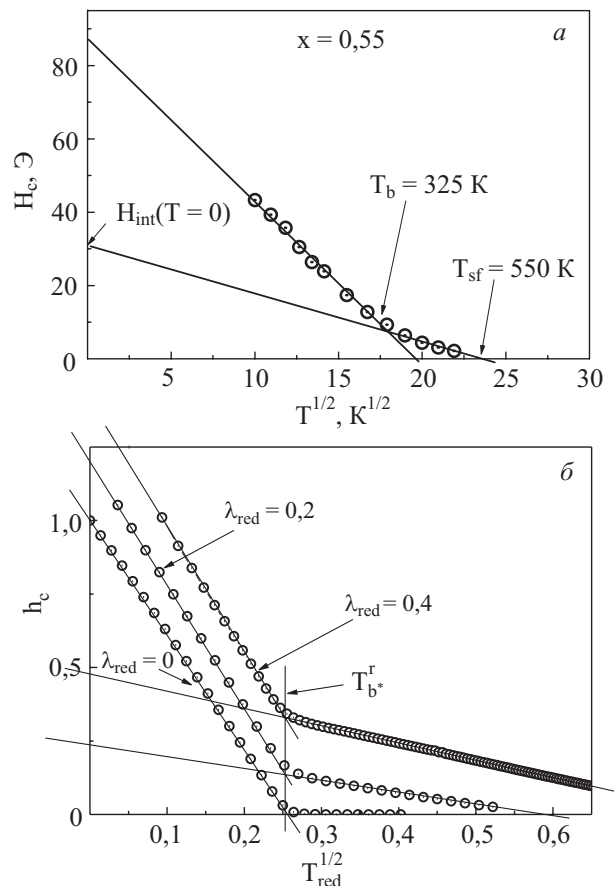 x = 0,55
а
H_c, Э
80
60
40
20
0
H_int(T = 0)
T_b = 325 К
T_sf = 550 К
5
10
15
20
25
30
T^1/2, К^1/2
б
h_c
1,0
0,5
0
λ_red = 0,2
λ_red = 0,4
λ_red = 0
T^r_b*
0,1
0,2
0,3
0,4
0,5
0,6
T_red^1/2